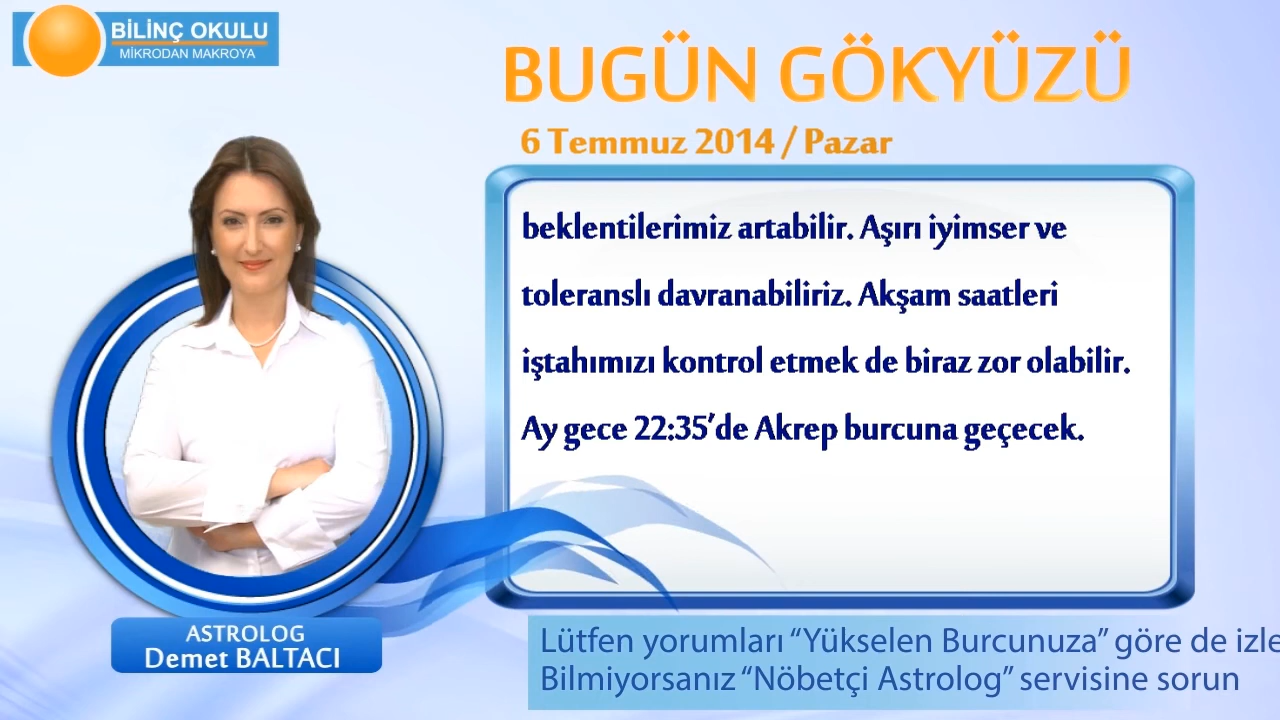 BİLİNÇ OKULU
MİKRODAN MAKROYA
BUGÜN GÖKYÜZÜ
6 Temmuz 2014 / Pazar
beklentilerimiz artabilir. Aşırı iyimser ve
toleranslı davranabiliriz. Akşam saatleri
iştahımızı kontrol etmek de biraz zor olabilir.
Ay gece 22:35'de Akrep burcuna geçecek.
ASTROLOG
Demet BALTACI
Lütfen yorumları “Yükselen Burcunuza” göre de izle
Bilmiyorsanız “Nöbetçi Astrolog” servisine sorun